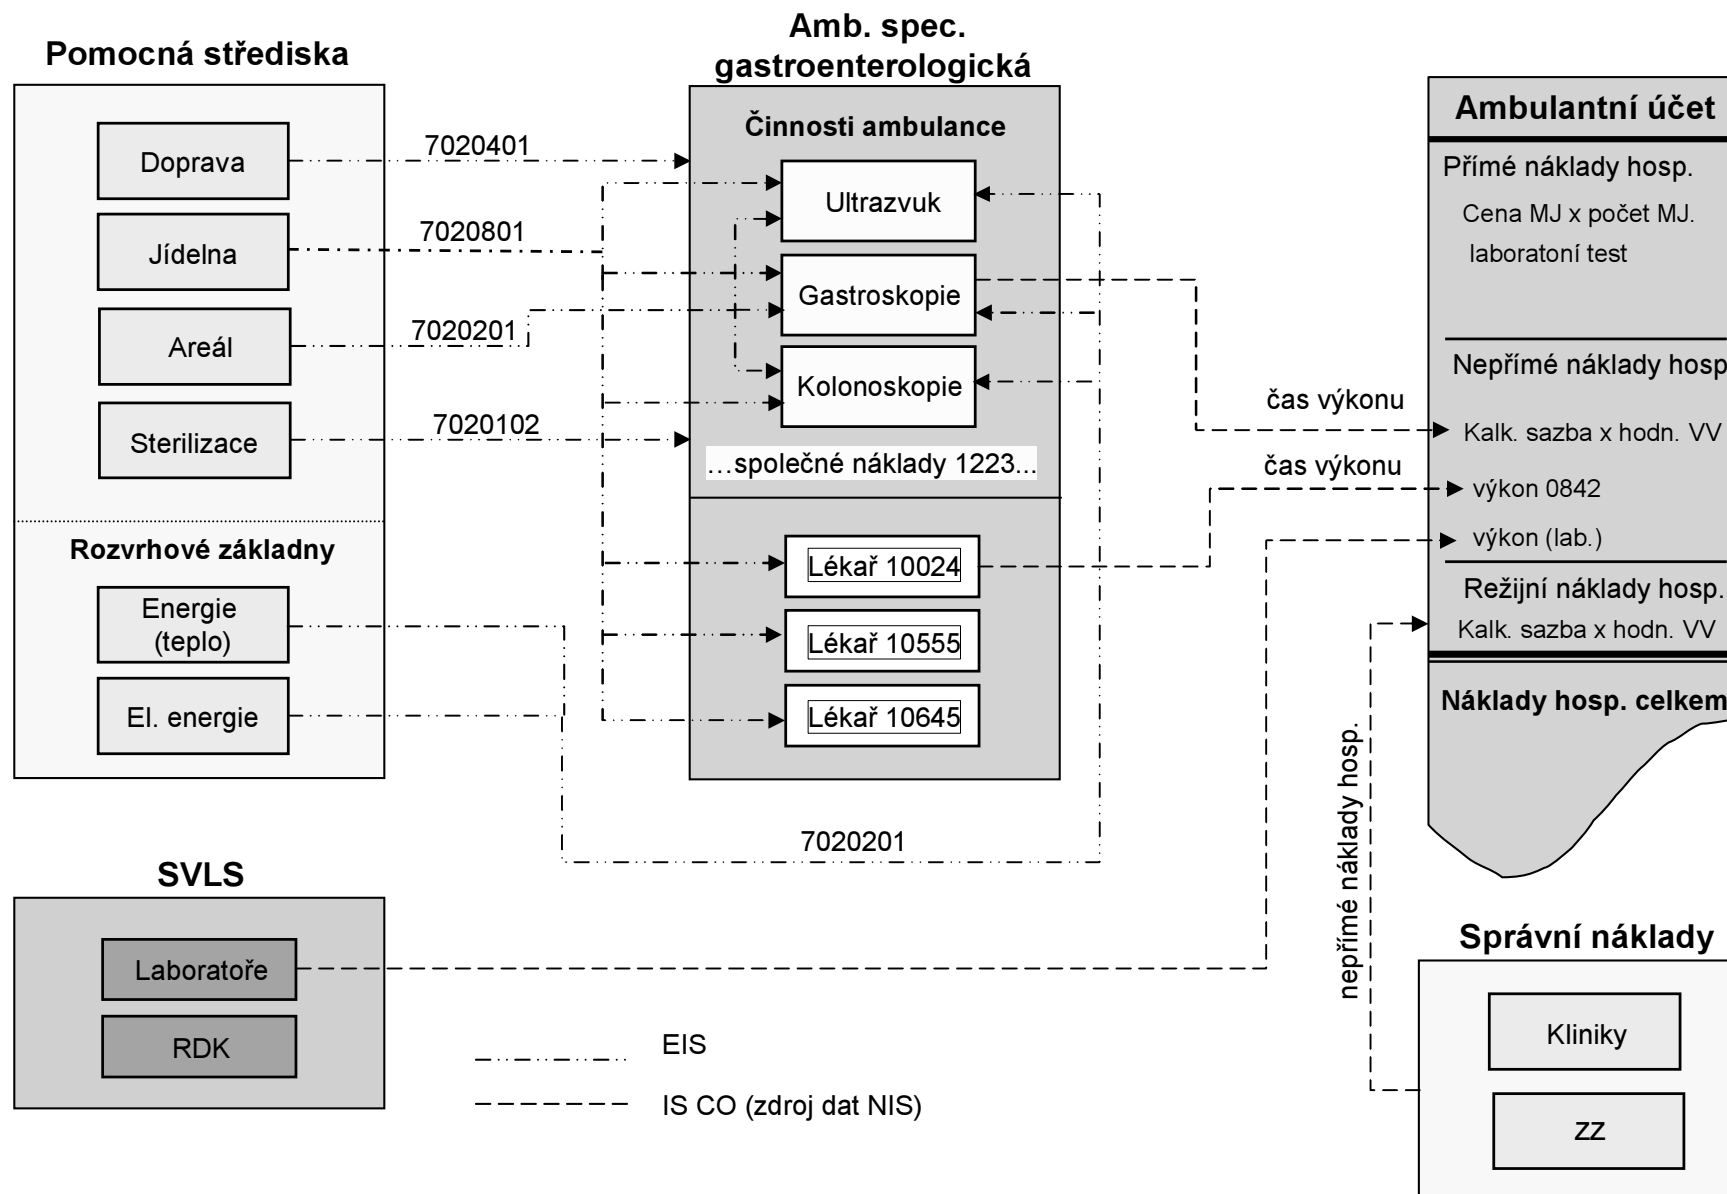 Pomocná střediska
Doprava
Jídelna
Areál
Sterilizace
Rozvrhové základny
Energie
(teplo)
El. energie
7020401
7020801
7020201
7020102
Amb. spec.
gastroenterologická
Činnosti ambulance
Ultrazvuk
Gastroskopie
Kolonoskopie
...společné náklady 1223...
Lékař 10024
Lékař 10555
Lékař 10645
7020201
čas výkonu
čas výkonu
Ambulantní účet
Přímé náklady hosp.
Cena MJ x počet MJ.
laboratoní test
Nepřímé náklady hosp
Kalk. sazba x hodn. VV
výkon 0842
výkon (lab.)
Režijní náklady hosp.
Kalk. sazba x hodn. VV
Náklady hosp. celkem
nepřímé náklady hosp.
SVLS
Laboratoře
RDK
EIS
IS CO (zdroj dat NIS)
Správní náklady
Kliniky
ZZ